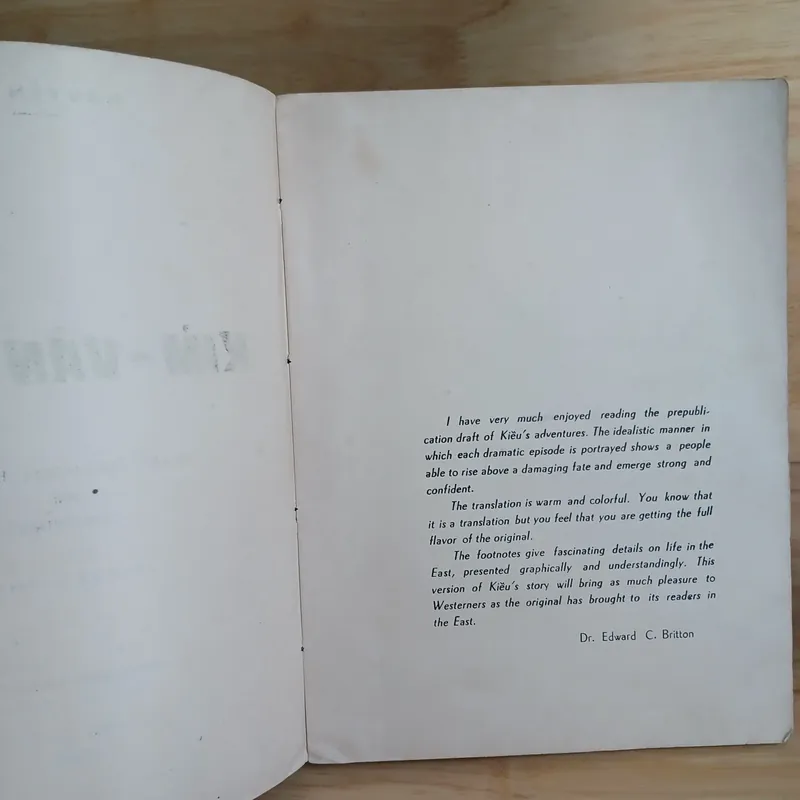 KIM-VÂN
I have very much enjoyed reading the prepubli-
cation draft of Kiều's adventures. The idealistic manner in
which each dramatic episode is portrayed shows a people
able to rise above a damaging fate and emerge strong and
confident.
The translation is warm and colorful. You know that
it is a translation but you feel that you are getting the full
flavor of the original.
The footnotes give fascinating details on life in the
East, presented graphically and understandingly. This
version of Kiều's story will bring as much pleasure to
Westerners as the original has brought to its readers in
the East.
Dr. Edward C. Britton